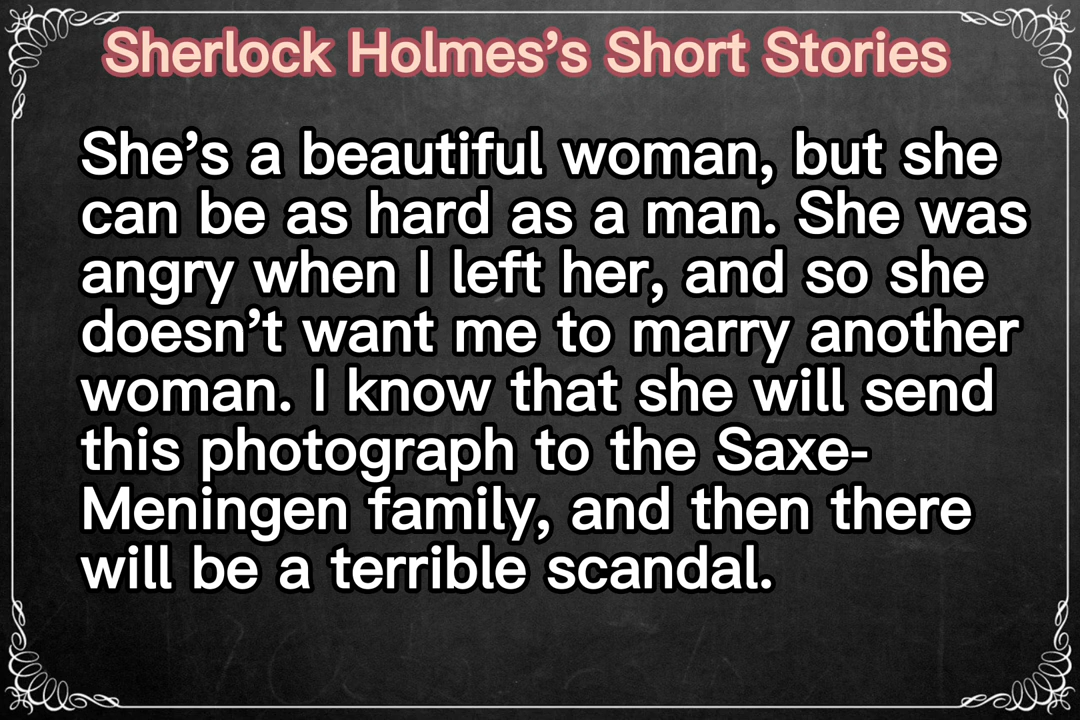 Sherlock Holmes’s Short Stories
She’s a beautiful woman, but she
can be as hard as a man. She was
angry when I left her, and so she
doesn’t want me to marry another
woman. I know that she will send
this photograph to the Saxe-
Meningen family, and then there
will be a terrible scandal.